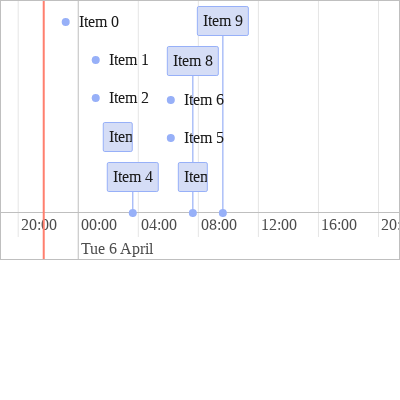 Item 0
Item 9
Item 1
Item 8
Item 2
Item 6
Item 5
Item 4
20:00
00:00
04:00
08:00
12:00
16:00
Tue 6 April